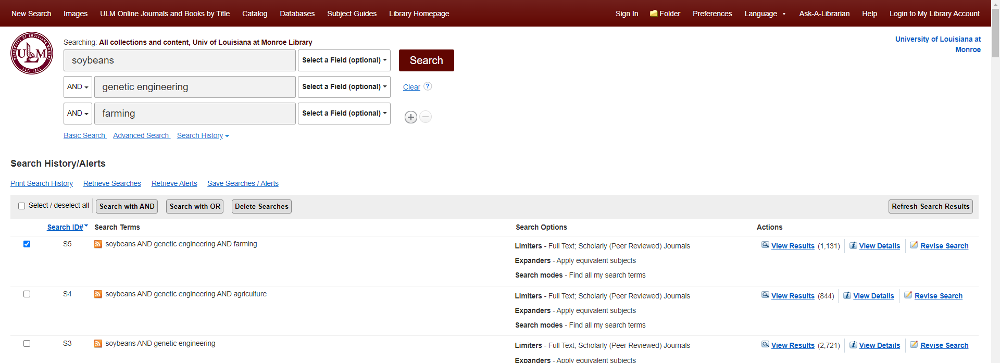 New Search Images ULM Online Journals and Books by Title Catalog Databases Subject Guides Library Homepage Sign In Folder Preferences Language Ask-A-Librarian Help Login to My Library Account
UNIVERSITY OF LOUISIANA MONROE
ULM
EST. 1931
Searching: All collections and content, Univ of Louisiana at Monroe Library
University of Louisiana at
Monroe
soybeans Select a Field (optional) Search
AND genetic engineering Select a Field (optional) Clear ?
AND farming Select a Field (optional)
Basic Search Advanced Search Search History
Search History/Alerts
Print Search History Retrieve Searches Retrieve Alerts Save Searches / Alerts
Select / deselect all Search with AND Search with OR Delete Searches Refresh Search Results
Search ID# Search Terms Search Options Actions
S5 soybeans AND genetic engineering AND farming Limiters - Full Text; Scholarly (Peer Reviewed) Journals View Results (1,131) View Details Revise Search
Expanders - Apply equivalent subjects
Search modes - Find all my search terms
S4 soybeans AND genetic engineering AND agriculture Limiters - Full Text; Scholarly (Peer Reviewed) Journals View Results (844) View Details Revise Search
Expanders - Apply equivalent subjects
Search modes - Find all my search terms
S3 soybeans AND genetic engineering Limiters - Full Text; Scholarly (Peer Reviewed) Journals View Results (2,721) View Details Revise Search
Expanders - Apply equivalent subjects